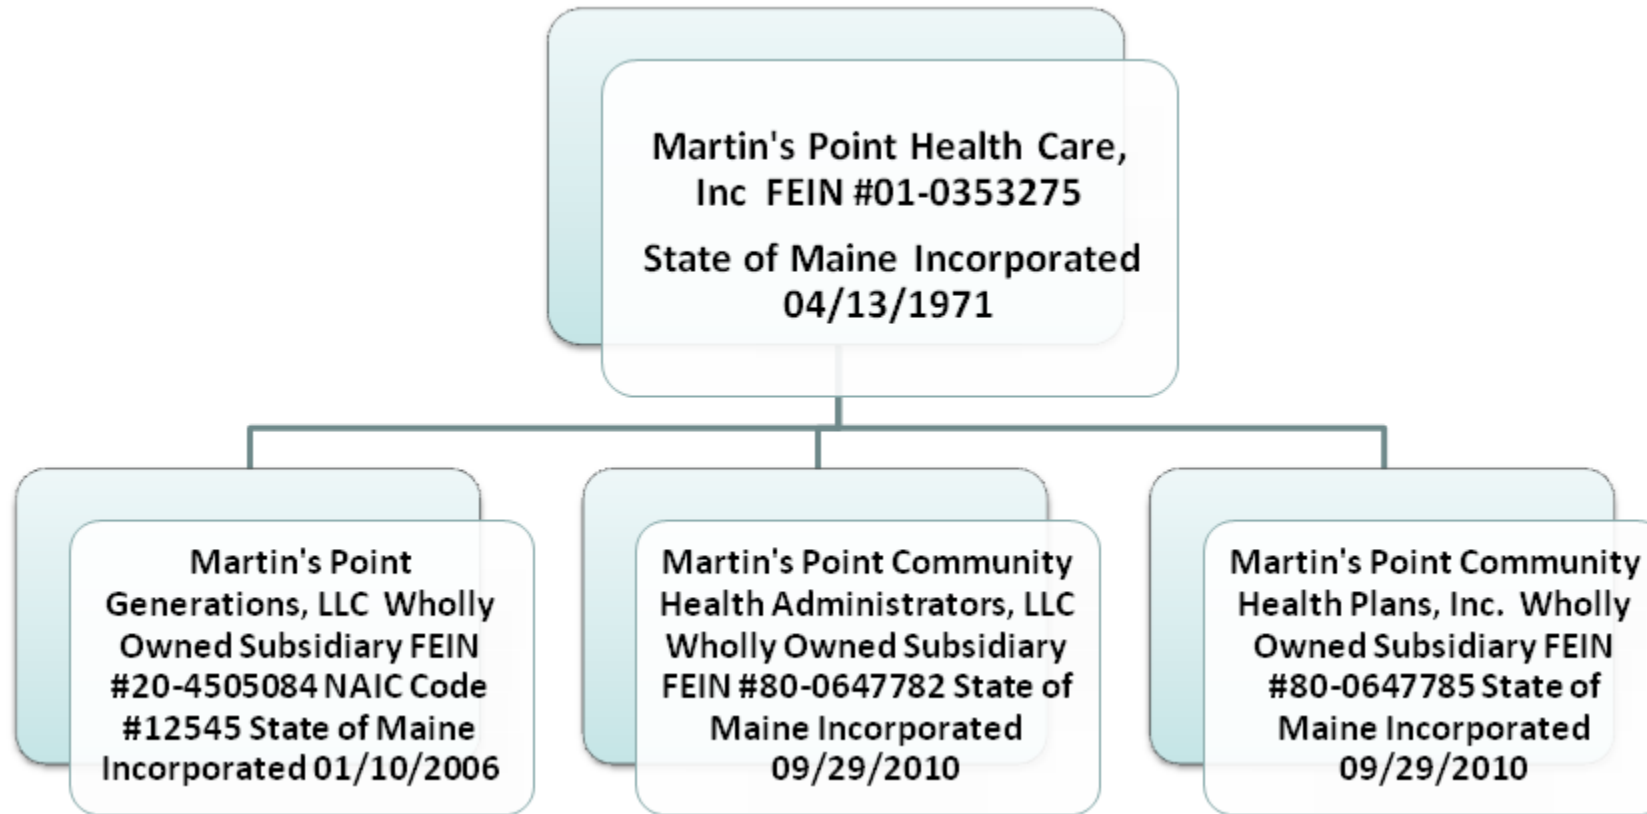 Martin's Point Health Care,
Inc FEIN #01-0353275
State of Maine Incorporated
04/13/1971
Martin's Point
Generations, LLC Wholly
Owned Subsidiary FEIN
#20-4505084 NAIC Code
#12545 State of Maine
Incorporated 01/10/2006
Martin's Point Community
Health Administrators, LLC
Wholly Owned Subsidiary
FEIN #80-0647782 State of
Maine Incorporated
09/29/2010
Martin's Point Community
Health Plans, Inc. Wholly
Owned Subsidiary FEIN
#80-0647785 State of
Maine Incorporated
09/29/2010